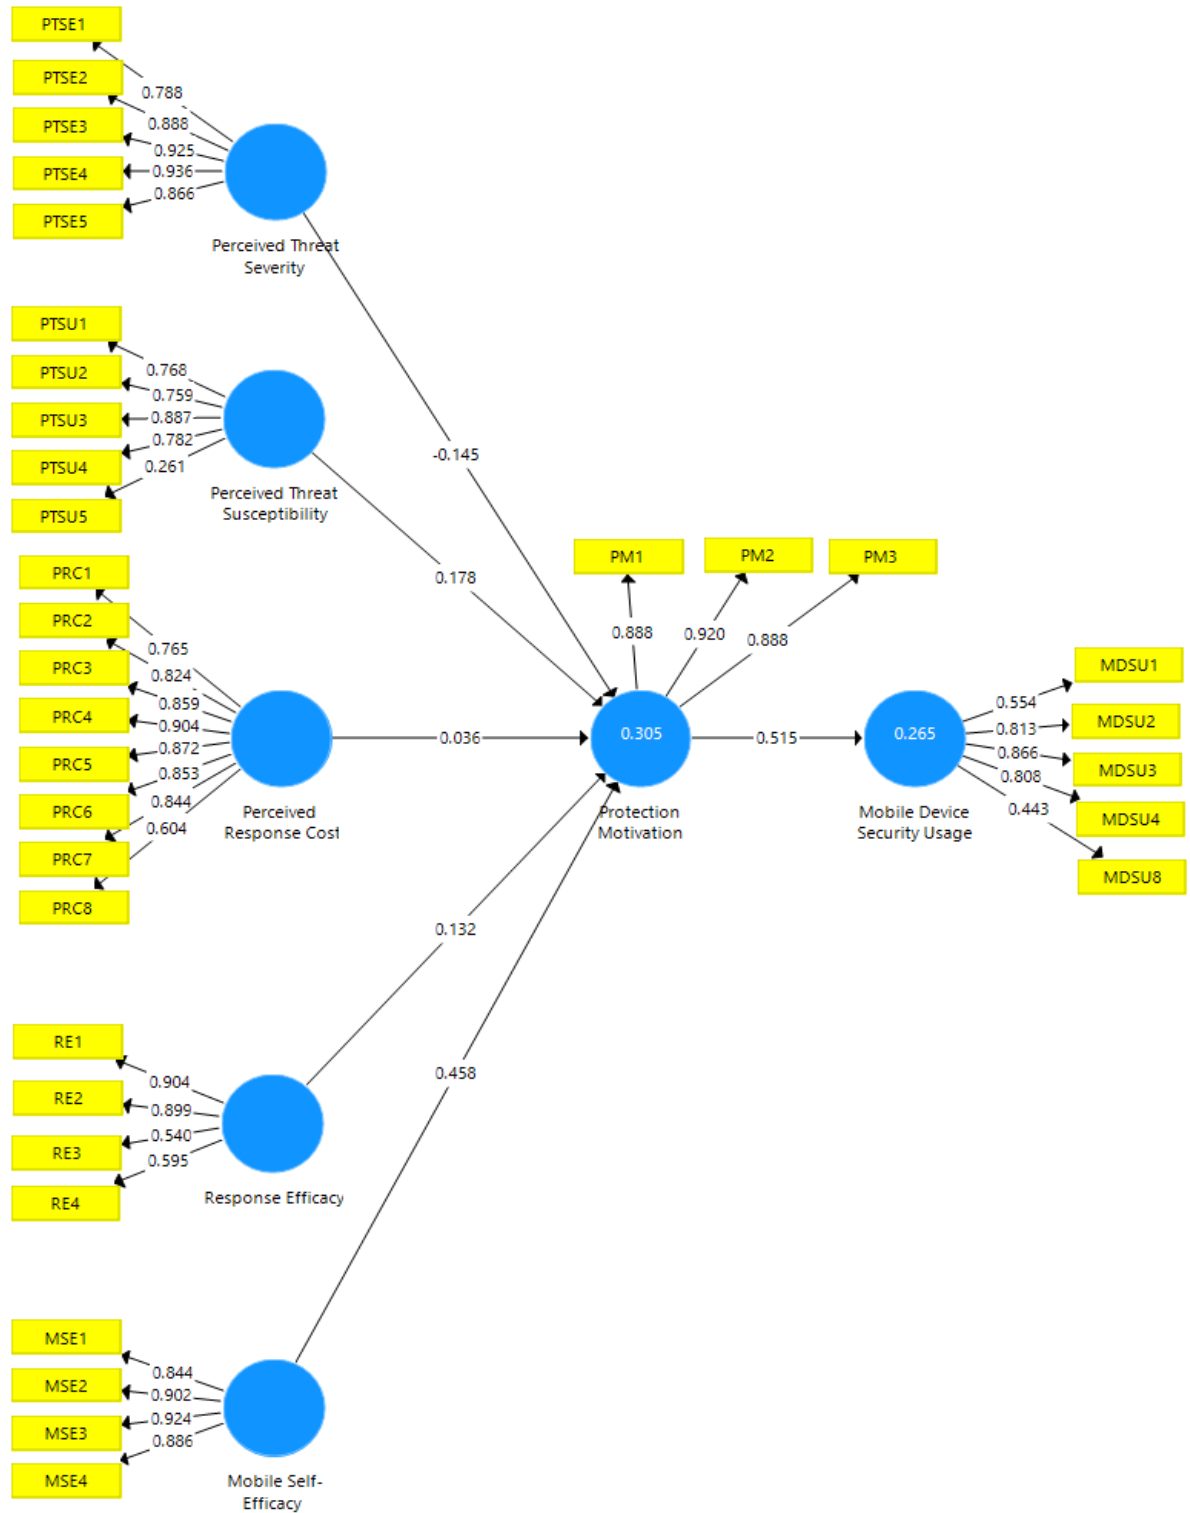 PTSE1
PTSE2
PTSE3
PTSE4
PTSE5
0.788
0.888
0.925
0.936
0.866
Perceived Threat
Severity
PTSU1
PTSU2
PTSU3
PTSU4
PTSU5
0.768
0.759
0.887
0.782
0.261
Perceived Threat
Susceptibility
PRC1
PRC2
PRC3
PRC4
PRC5
PRC6
PRC7
PRC8
0.765
0.824
0.859
0.904
0.872
0.853
0.844
0.604
Perceived
Response Cost
RE1
RE2
RE3
RE4
0.904
0.899
0.540
0.595
Response Efficacy
MSE1
MSE2
MSE3
MSE4
0.844
0.902
0.924
0.886
Mobile Self-
Efficacy
-0.145
0.178
0.036
0.132
0.458
PM1
PM2
PM3
0.888
0.920
0.888
0.305
Protection
Motivation
0.515
0.265
Mobile Device
Security Usage
0.554
0.813
0.866
0.808
0.443
MDSU1
MDSU2
MDSU3
MDSU4
MDSU8